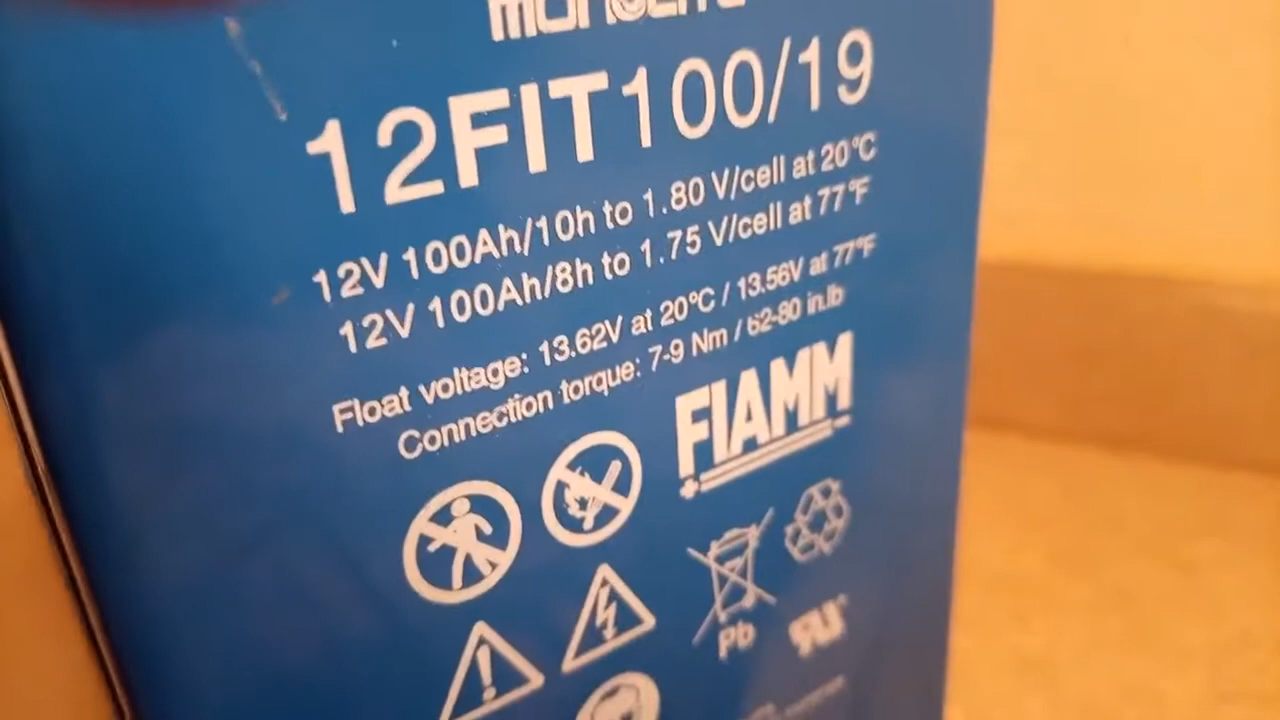 monolite
12FIT100/19
12V 100Ah/10h to 1.80 V/cell at 20°C
12V 100Ah/8h to 1.75 V/cell at 77°F
Float voltage: 13.62V at 20°C / 13.56V at 77°F
Connection torque: 7-9 Nm / 62-80 in.lb
FIAMM
Pb